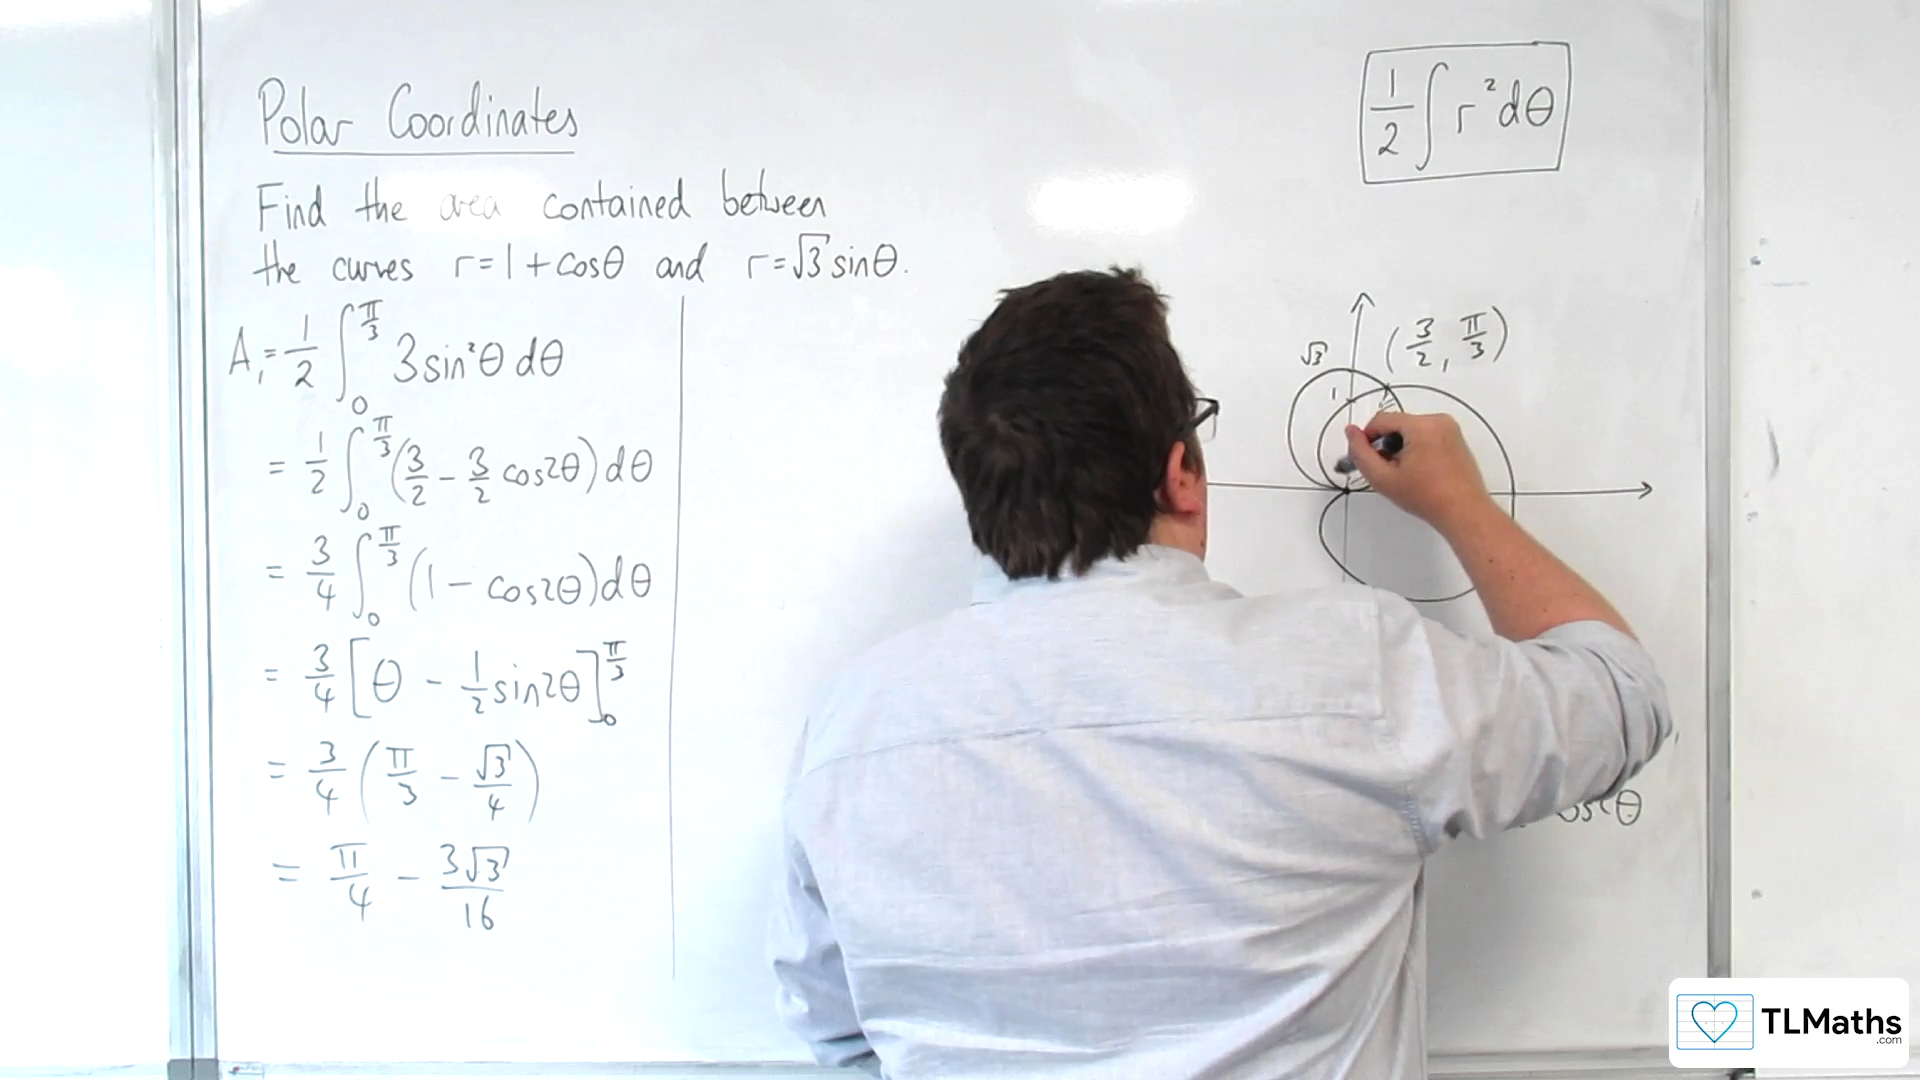 Polar Coordinates
Find the area contained between
the curves r=1+cosθ and r=√3 sinθ.
A₁ = 1/2 ∫₀^(π/3) 3sin²θ dθ
= 1/2 ∫₀^(π/3) (3/2 − 3/2 cos2θ) dθ
= 3/4 ∫₀^(π/3) (1 − cos2θ) dθ
= 3/4 [θ − 1/2 sin2θ]₀^(π/3)
= 3/4 (π/3 − √3/4)
= π/4 − 3√3/16
1/2 ∫ r² dθ
(3/2, π/3)
√3
1
TLMaths
.com